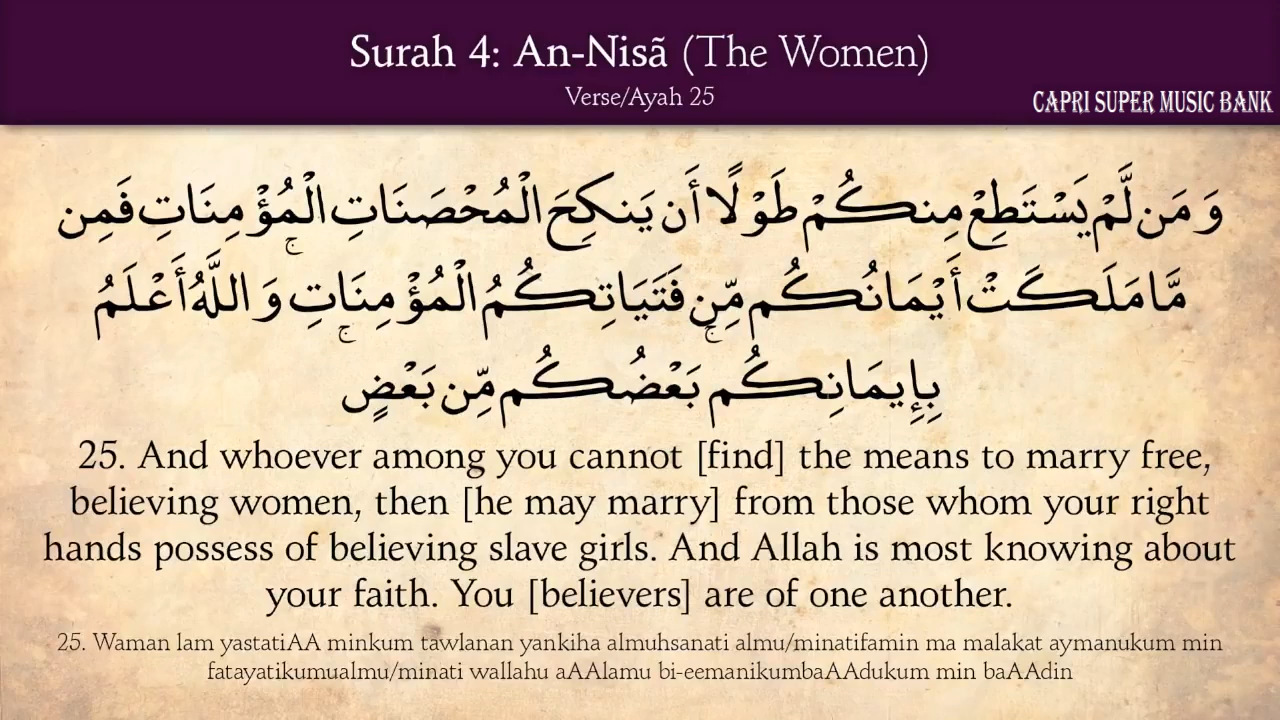 Surah 4: An-Nisã (The Women)
Verse/Ayah 25
CAPRI SUPER MUSIC BANK
وَمَن لَّمْ يَسْتَطِعْ مِنكُمْ طَوْلًا أَن يَنكِحَ الْمُحْصَنَاتِ الْمُؤْمِنَاتِ فَمِن
مَّا مَلَكَتْ أَيْمَانُكُم مِّن فَتَيَاتِكُمُ الْمُؤْمِنَاتِ ۚ وَاللَّهُ أَعْلَمُ
بِإِيمَانِكُم ۚ بَعْضُكُم مِّن بَعْضٍ ۚ
25. And whoever among you cannot [find] the means to marry free,
believing women, then [he may marry] from those whom your right
hands possess of believing slave girls. And Allah is most knowing about
your faith. You [believers] are of one another.
25. Waman lam yastatiAA minkum tawlanan yankiha almuhsanati almu/minatifamin ma malakat aymanukum min
fatayatikumualmu/minati wallahu aAAlamu bi-eemanikumbaAAdukum min baAAdin